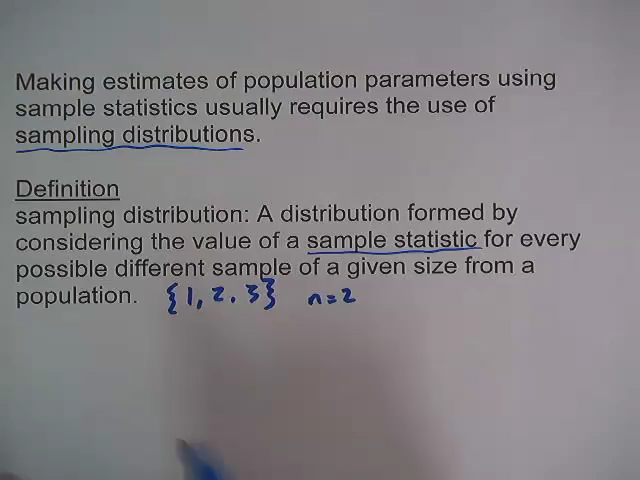 Making estimates of population parameters using
sample statistics usually requires the use of
sampling distributions.
Definition
sampling distribution: A distribution formed by
considering the value of a sample statistic for every
possible different sample of a given size from a
population. {1, 2, 3} n=2